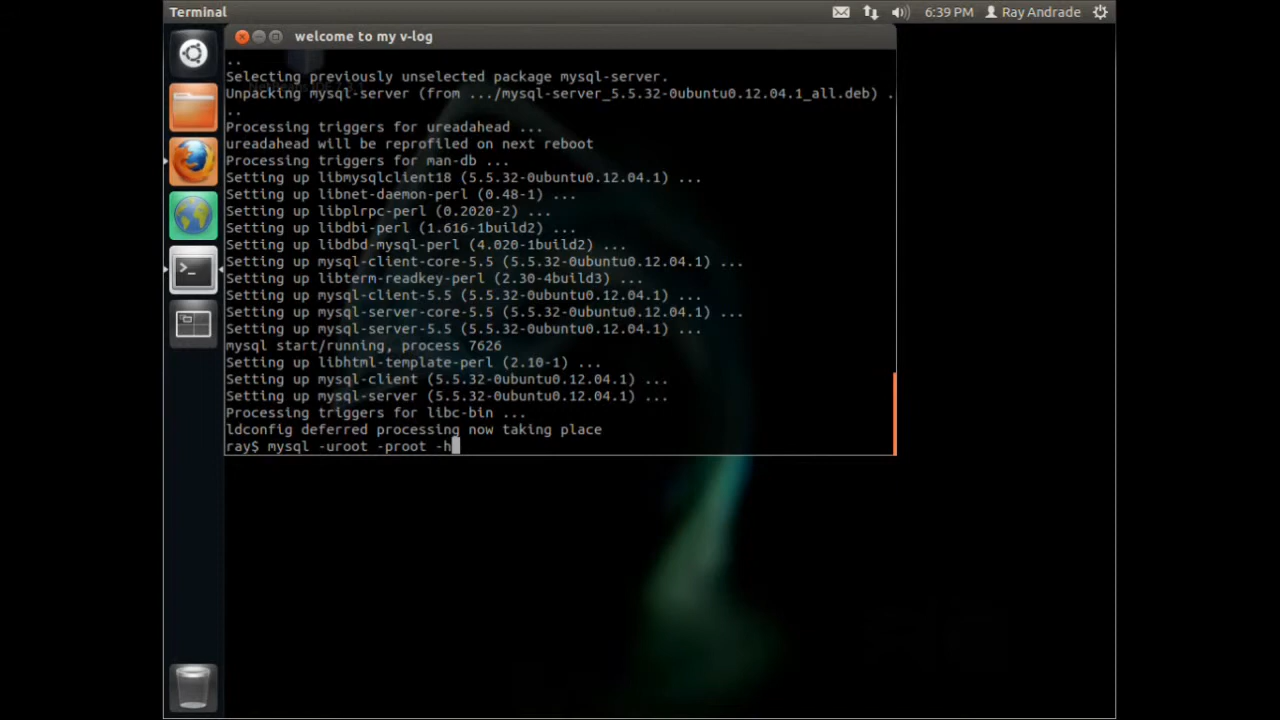 Terminal
6:39 PM
Ray Andrade
welcome to my v-log
..
Selecting previously unselected package mysql-server.
Unpacking mysql-server (from .../mysql-server_5.5.32-0ubuntu0.12.04.1_all.deb) .
..
Processing triggers for ureadahead ...
ureadahead will be reprofiled on next reboot
Processing triggers for man-db ...
Setting up libmysqlclient18 (5.5.32-0ubuntu0.12.04.1) ...
Setting up libnet-daemon-perl (0.48-1) ...
Setting up libplrpc-perl (0.2020-2) ...
Setting up libdbi-perl (1.616-1build2) ...
Setting up libdbd-mysql-perl (4.020-1build2) ...
Setting up mysql-client-core-5.5 (5.5.32-0ubuntu0.12.04.1) ...
Setting up libterm-readkey-perl (2.30-4build3) ...
Setting up mysql-client-5.5 (5.5.32-0ubuntu0.12.04.1) ...
Setting up mysql-server-core-5.5 (5.5.32-0ubuntu0.12.04.1) ...
Setting up mysql-server-5.5 (5.5.32-0ubuntu0.12.04.1) ...
mysql start/running, process 7626
Setting up libhtml-template-perl (2.10-1) ...
Setting up mysql-client (5.5.32-0ubuntu0.12.04.1) ...
Setting up mysql-server (5.5.32-0ubuntu0.12.04.1) ...
Processing triggers for libc-bin ...
ldconfig deferred processing now taking place
ray$ mysql -uroot -proot -h